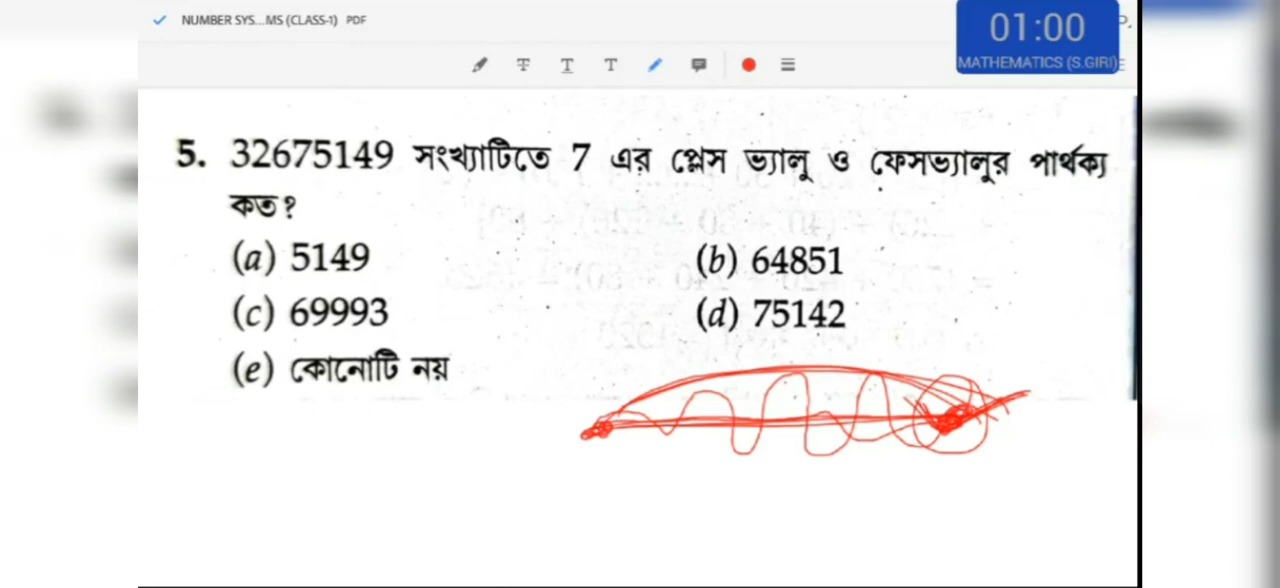 NUMBER SYS...MS (CLASS-1) PDF
01:00
MATHEMATICS (S.GIRI)
5. 32675149 সংখ্যাটিতে 7 এর প্লেস ভ্যালু ও ফেসভ্যালুর পার্থক্য
কত?
(a) 5149 (b) 64851
(c) 69993 (d) 75142
(e) কোনোটি নয়